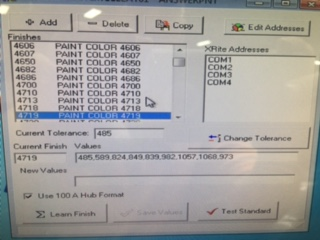 Add
Delete
Copy
Edit Addresses
Finishes
XRite Addresses
4606 PAINT COLOR 4606
4607 PAINT COLOR 4607
4650 PAINT COLOR 4650
4682 PAINT COLOR 4682
4686 PAINT COLOR 4686
4700 PAINT COLOR 4700
4710 PAINT COLOR 4710
4713 PAINT COLOR 4713
4718 PAINT COLOR 4718
4719 PAINT COLOR 4719
COM1
COM2
COM3
COM4
Current Tolerance: 485
Change Tolerance
Current Finish Values
4719 485,589,824,849,839,982,1057,1068,973
New Values
Use 100 A Hub Format
Learn Finish
Save Values
Test Standard